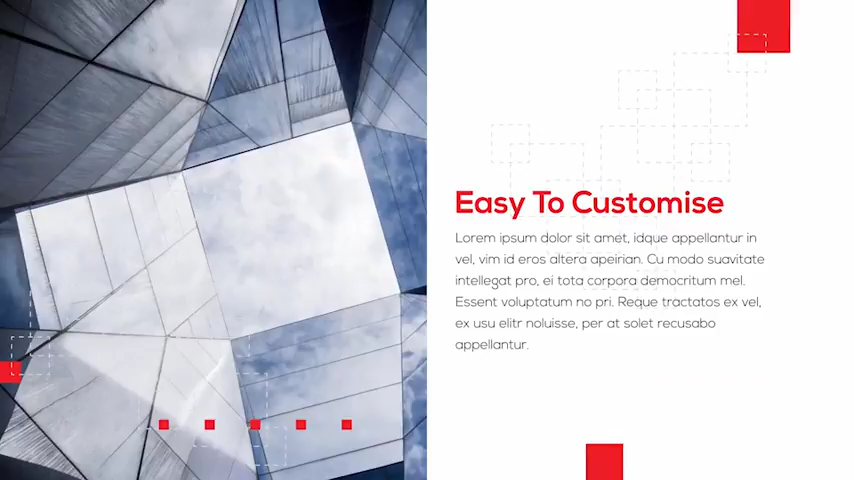 Easy To Customise
Lorem ipsum dolor sit amet, idque appellantur in
vel, vim id eros altera apeirian. Cu modo suavitate
intellegat pro, ei tota corpora democritum mel.
Essent voluptatum no pri. Reque tractatos ex vel,
ex usu elitr noluisse, per at solet recusabo
appellantur.